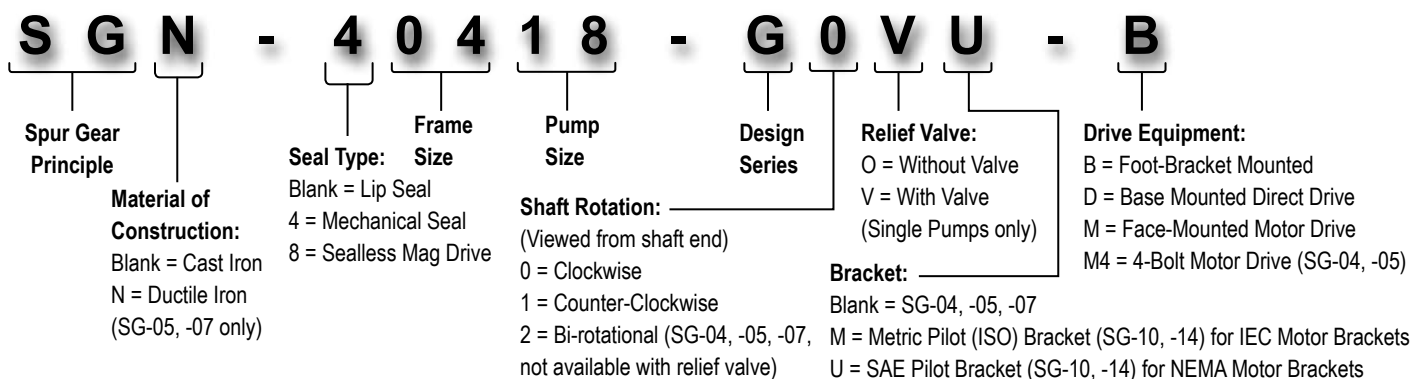 S G N - 4 0 4 1 8 - G 0 V U - B
Spur Gear
Principle
Material of
Construction:
Blank = Cast Iron
N = Ductile Iron
(SG-05, -07 only)
Seal Type:
Blank = Lip Seal
4 = Mechanical Seal
8 = Sealless Mag Drive
Frame
Size
Pump
Size
Shaft Rotation:
(Viewed from shaft end)
0 = Clockwise
1 = Counter-Clockwise
2 = Bi-rotational (SG-04, -05, -07,
not available with relief valve)
Design
Series
Relief Valve:
O = Without Valve
V = With Valve
(Single Pumps only)
Bracket:
Blank = SG-04, -05, -07
M = Metric Pilot (ISO) Bracket (SG-10, -14) for IEC Motor Brackets
U = SAE Pilot Bracket (SG-10, -14) for NEMA Motor Brackets
Drive Equipment:
B = Foot-Bracket Mounted
D = Base Mounted Direct Drive
M = Face-Mounted Motor Drive
M4 = 4-Bolt Motor Drive (SG-04, -05)